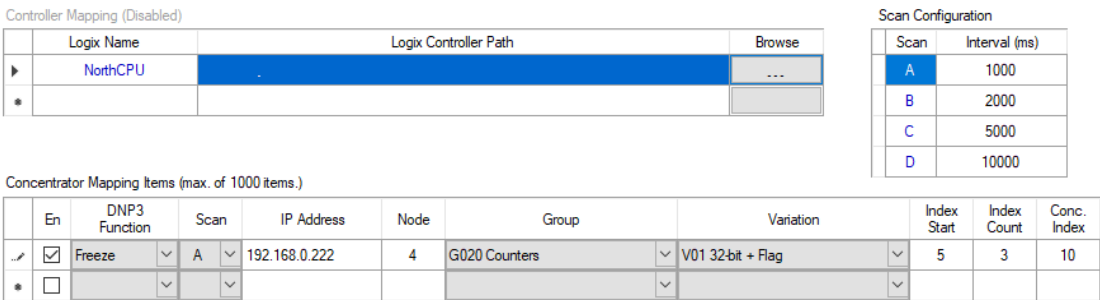 Controller Mapping (Disabled)
Logix Name Logix Controller Path Browse
NorthCPU . ...
Scan Configuration
Scan Interval (ms)
A 1000
B 2000
C 5000
D 10000
Concentrator Mapping Items (max. of 1000 items.)
En DNP3 Function Scan IP Address Node Group Variation Index Start Index Count Conc. Index
Freeze A 192.168.0.222 4 G020 Counters V01 32-bit + Flag 5 3 10